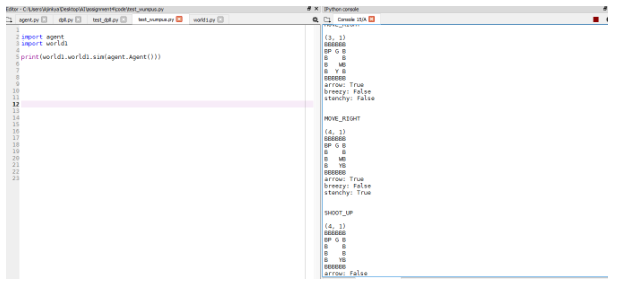 Editor - C:\Users\kinkual\Desktop\AI\assignment4\code\test_wumpus.py
agent.py dpll.py test_dpll.py test_wumpus.py world1.py
1
2 import agent
3 import world1
4
5 print(world1.world1.sim(agent.Agent()))
6
7
8
9
10
11
12
13
14
15
16
17
18
19
20
21
22
23
IPython console
Console 15/A
MOVE_RIGHT
(3, 1)
BBBBBB
BP G B
B    B
B   WB
B  Y B
BBBBBB
arrow: True
breezy: False
stenchy: False
MOVE_RIGHT
(4, 1)
BBBBBB
BP G B
B    B
B   WB
B   YB
BBBBBB
arrow: True
breezy: False
stenchy: True
SHOOT_UP
(4, 1)
BBBBBB
BP G B
B    B
B    B
B   YB
BBBBBB
arrow: False